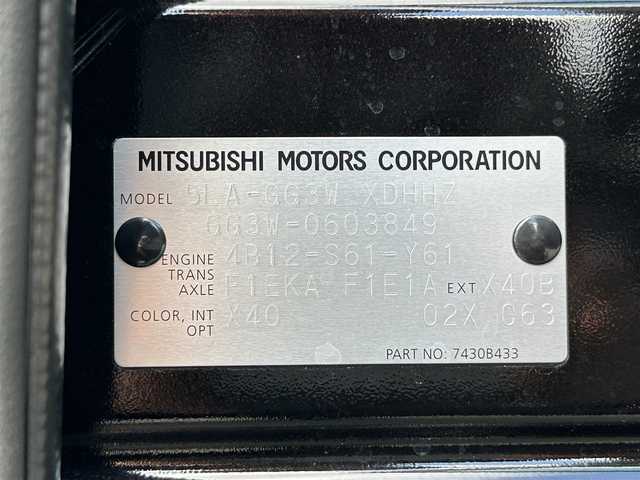 MITSUBISHI MOTORS CORPORATION
MODEL 5LA-GG3W XDHHZ
GG3W-0603849
ENGINE 4B12-S61-Y61
TRANS
AXLE F1EKA F1E1A EXT X40B
COLOR, INT X40 02X G63
OPT
PART NO: 7430B433